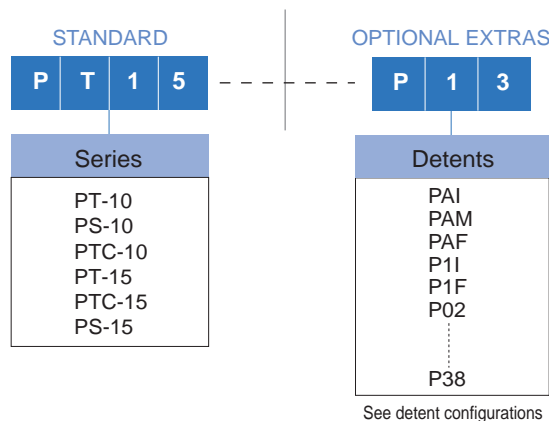 STANDARD
P T 1 5
Series
PT-10
PS-10
PTC-10
PT-15
PTC-15
PS-15
OPTIONAL EXTRAS
P 1 3
Detents
PAI
PAM
PAF
P1I
P1F
P02
P38
See detent configurations